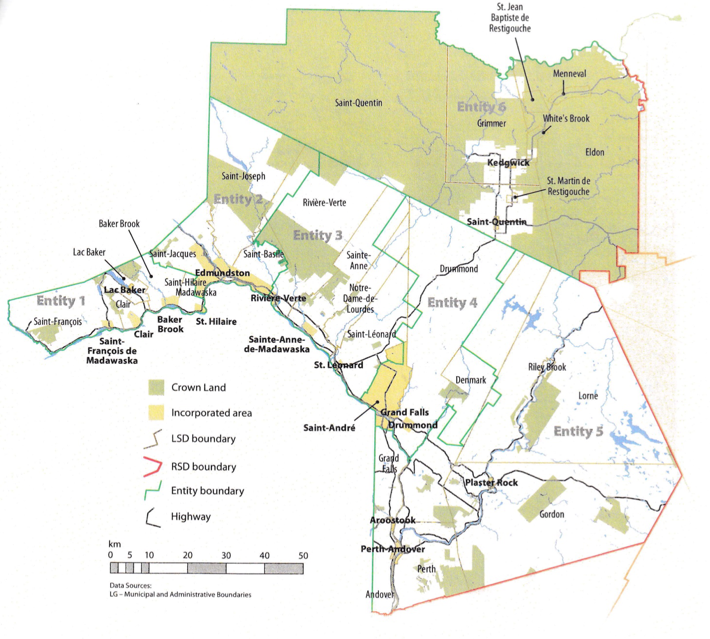 St. Jean
Baptiste de
Restigouche
Menneval
Saint-Quentin
Entity 6
Grimmer
White's Brook
Eldon
Kedgwick
St. Martin de
Restigouche
Saint-Quentin
Saint-Joseph
Entity 2
Rivière-Verte
Entity 3
Baker Brook
Lac Baker
Saint-Jacques
Saint-Basile
Sainte-
Anne
Drummond
Edmundston
Lac Baker
Saint-Hilaire
Madawaska
Rivière-Verte
Notre-
Dame-de-
Lourdes
Entity 4
Entity 1
Clair
Saint-François
Baker
Brook
St. Hilaire
Clair
Saint-
François de
Madawaska
Sainte-Anne-
de-Madawaska
Saint-Léonard
St. Leonard
Riley Brook
Denmark
Lorne
Crown Land
Incorporated area
LSD boundary
RSD boundary
Entity boundary
Highway
Saint-André
Grand Falls
Drummond
Entity 5
Grand
Falls
Plaster Rock
Gordon
Aroostook
Perth-Andover
Perth
Andover
km
0 5 10 20 30 40 50
Data Sources:
LG – Municipal and Administrative Boundaries